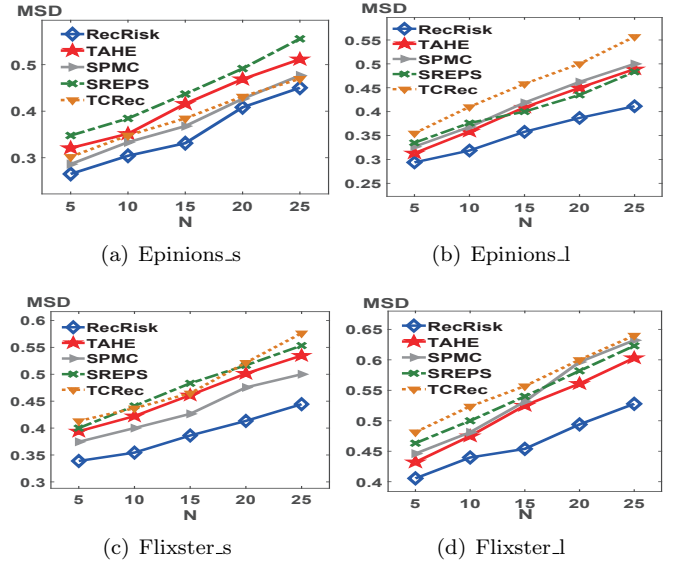 MSD
RecRisk
TAHE
SPMC
SREPS
TCRec
0.5
0.4
0.3
5 10 15 20 25
N
(a) Epinions_s
MSD
RecRisk
TAHE
SPMC
SREPS
TCRec
0.55
0.5
0.45
0.4
0.35
0.3
0.25
5 10 15 20 25
N
(b) Epinions_l
MSD
0.6
RecRisk
TAHE
SPMC
SREPS
TCRec
0.55
0.5
0.45
0.4
0.35
0.3
5 10 15 20 25
N
(c) Flixster_s
MSD
RecRisk
TAHE
SPMC
SREPS
TCRec
0.65
0.6
0.55
0.5
0.45
0.4
5 10 15 20 25
N
(d) Flixster_l